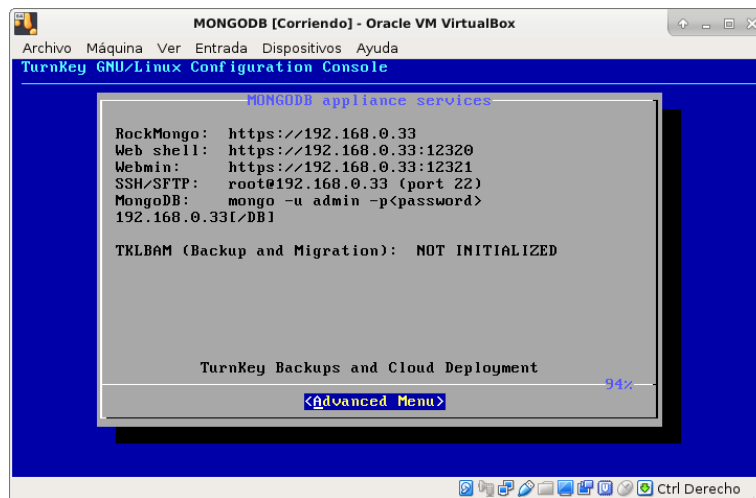 MONGODB [Corriendo] - Oracle VM VirtualBox
Archivo Máquina Ver Entrada Dispositivos Ayuda
TurnKey GNU/Linux Configuration Console
MONGODB appliance services
RockMongo: https://192.168.0.33
Web shell: https://192.168.0.33:12320
Webmin: https://192.168.0.33:12321
SSH/SFTP: root@192.168.0.33 (port 22)
MongoDB: mongo -u admin -p<password>
192.168.0.33[/DB]
TKLBAM (Backup and Migration): NOT INITIALIZED
TurnKey Backups and Cloud Deployment
94%
<Advanced Menu>
Ctrl Derecho